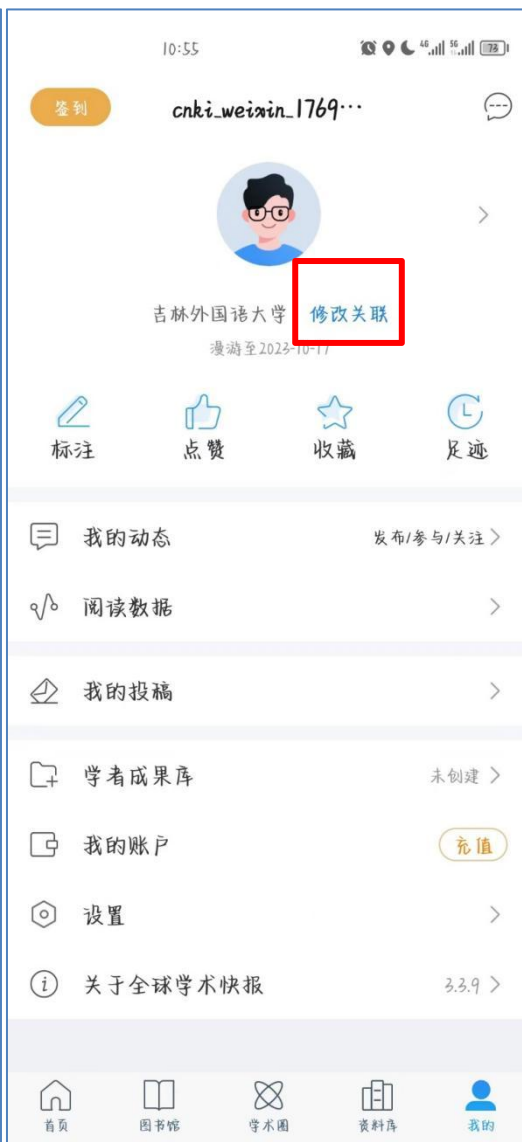 10:55 4G 5G 73
签到 cnki_weixin_1769…
吉林外国语大学 修改关联
漫游至2023-10-17
标注 点赞 收藏 足迹
我的动态 发布/参与/关注
阅读数据
我的投稿
学者成果库 未创建
我的账户 充值
设置
关于全球学术快报 3.3.9
首页 图书馆 学术圈 资料库 我的